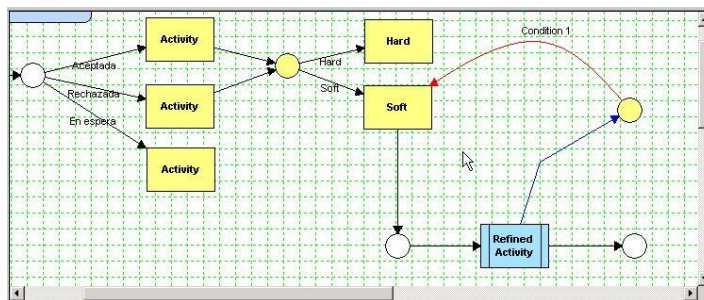 Condition 1
Activity
Hard
Aceptada
Hard
Rechazada
Activity
Soft
Soft
En espera
Activity
Refined
Activity